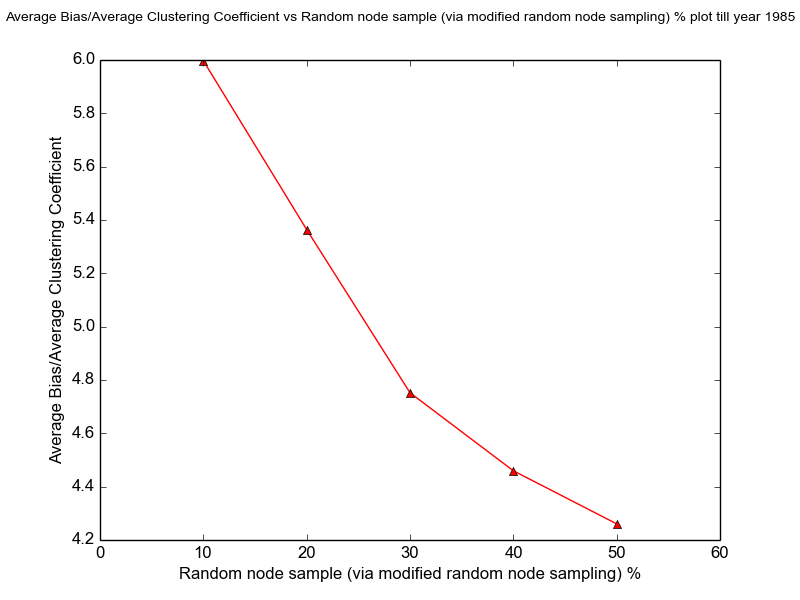 Average Bias/Average Clustering Coefficient vs Random node sample (via modified random node sampling) % plot till year 1985
6.0
5.8
5.6
5.4
5.2
5.0
4.8
4.6
4.4
4.2
Average Bias/Average Clustering Coefficient
0 10 20 30 40 50 60
Random node sample (via modified random node sampling) %